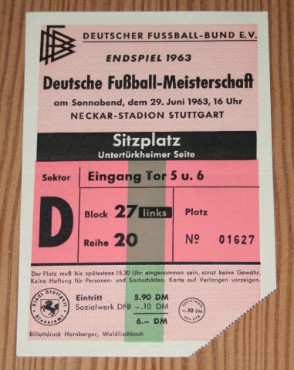 DFB
DEUTSCHER FUSSBALL-BUND E.V.
ENDSPIEL 1963
Deutsche Fußball-Meisterschaft
am Sonnabend, dem 29. Juni 1963, 16 Uhr
NECKAR-STADION STUTTGART
Sitzplatz
Untertürkheimer Seite
Sektor
Eingang Tor 5 u. 6
D
Block 27 links
Platz
Reihe 20
№ 01627
Der Platz muß bis spätestens 15.30 Uhr eingenommen sein, sonst keine Gewähr.
Keine Haftung für Personen- und Sachschäden. Karte auf Verlangen vorzeigen.
Eintritt 5.90 DM
Sozialwerk DFB -.10 DM
6.- DM
-.10 DM
Billettdruck Hornberger, Waldfischbach